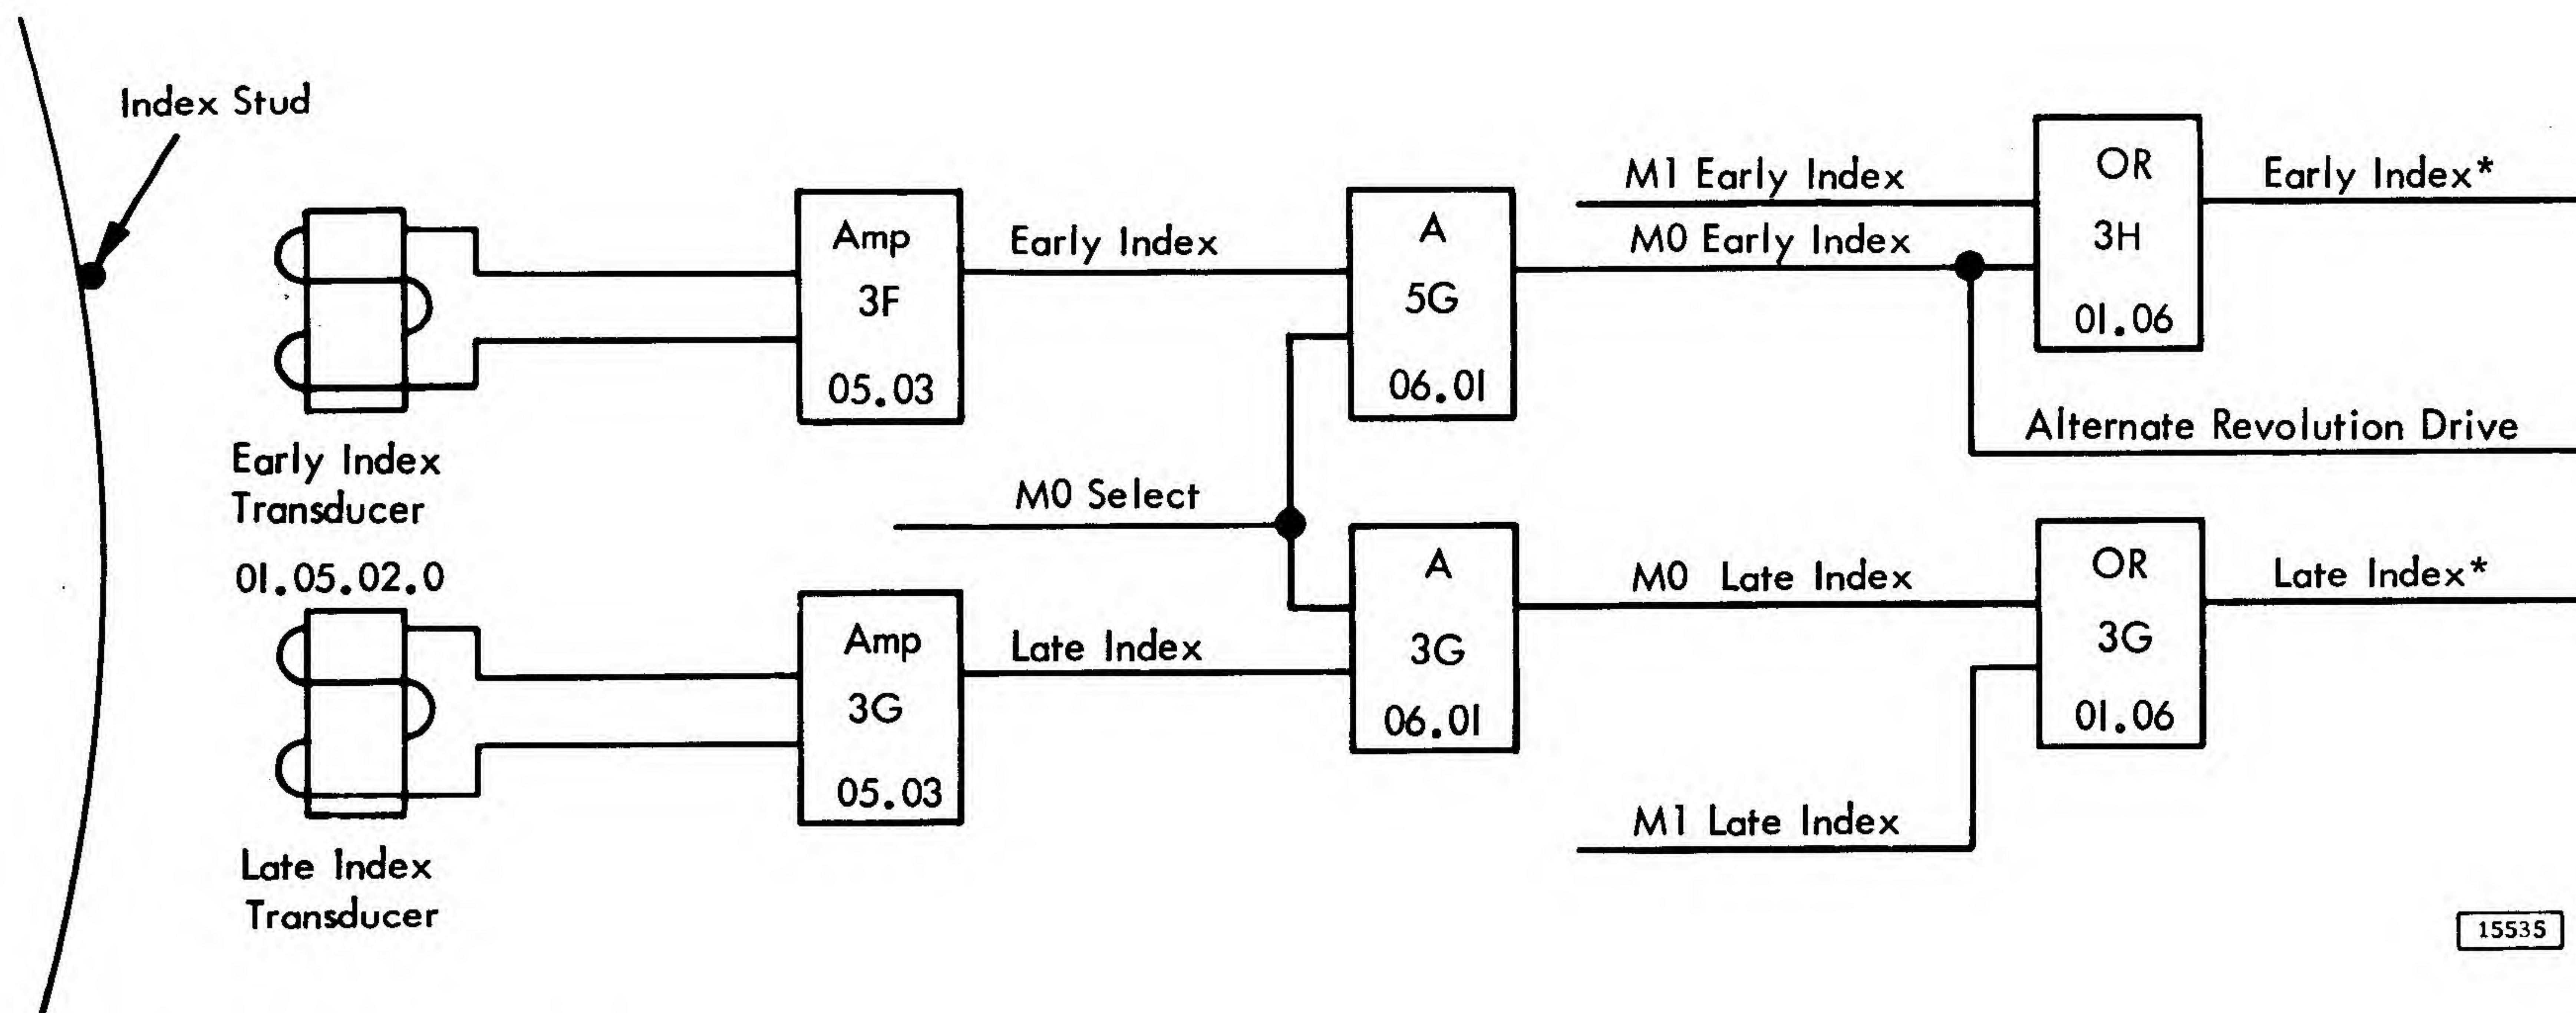 Index Stud
Early Index
Transducer
01.05.02.0
Late Index
Transducer
Amp
3F
05.03
Early Index
M0 Select
Amp
3G
05.03
Late Index
A
5G
06.01
A
3G
06.01
M1 Early Index
M0 Early Index
OR
3H
01.06
Early Index*
Alternate Revolution Drive
M0 Late Index
M1 Late Index
OR
3G
01.06
Late Index*
15535